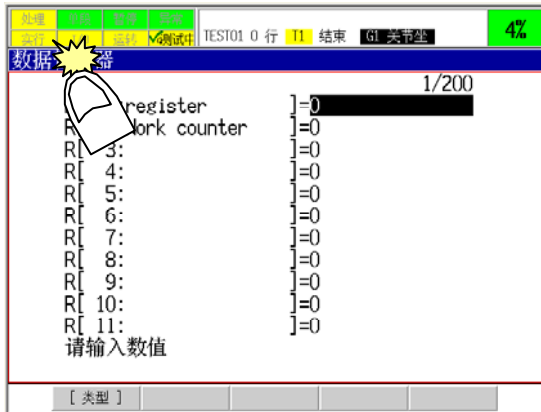 处理
实行 运转 测试中 TEST01 0 行 T1 结束 G1 关节坐 4%
数据 器
1/200
register ]=0
R[ Work counter ]=0
R[ 3: ]=0
R[ 4: ]=0
R[ 5: ]=0
R[ 6: ]=0
R[ 7: ]=0
R[ 8: ]=0
R[ 9: ]=0
R[ 10: ]=0
R[ 11: ]=0
请输入数值
[ 类型 ]